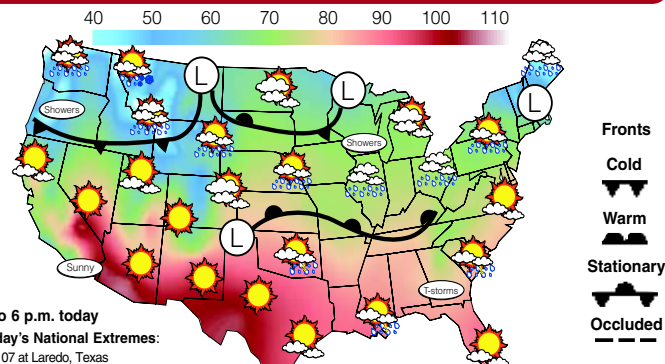 40 50 60 70 80 90 100 110
L
L
L
L
Showers
Showers
Sunny
T-storms
Fronts
Cold
Warm
Stationary
Occluded
6 p.m. today
National Extremes:
07 at Laredo, Texas